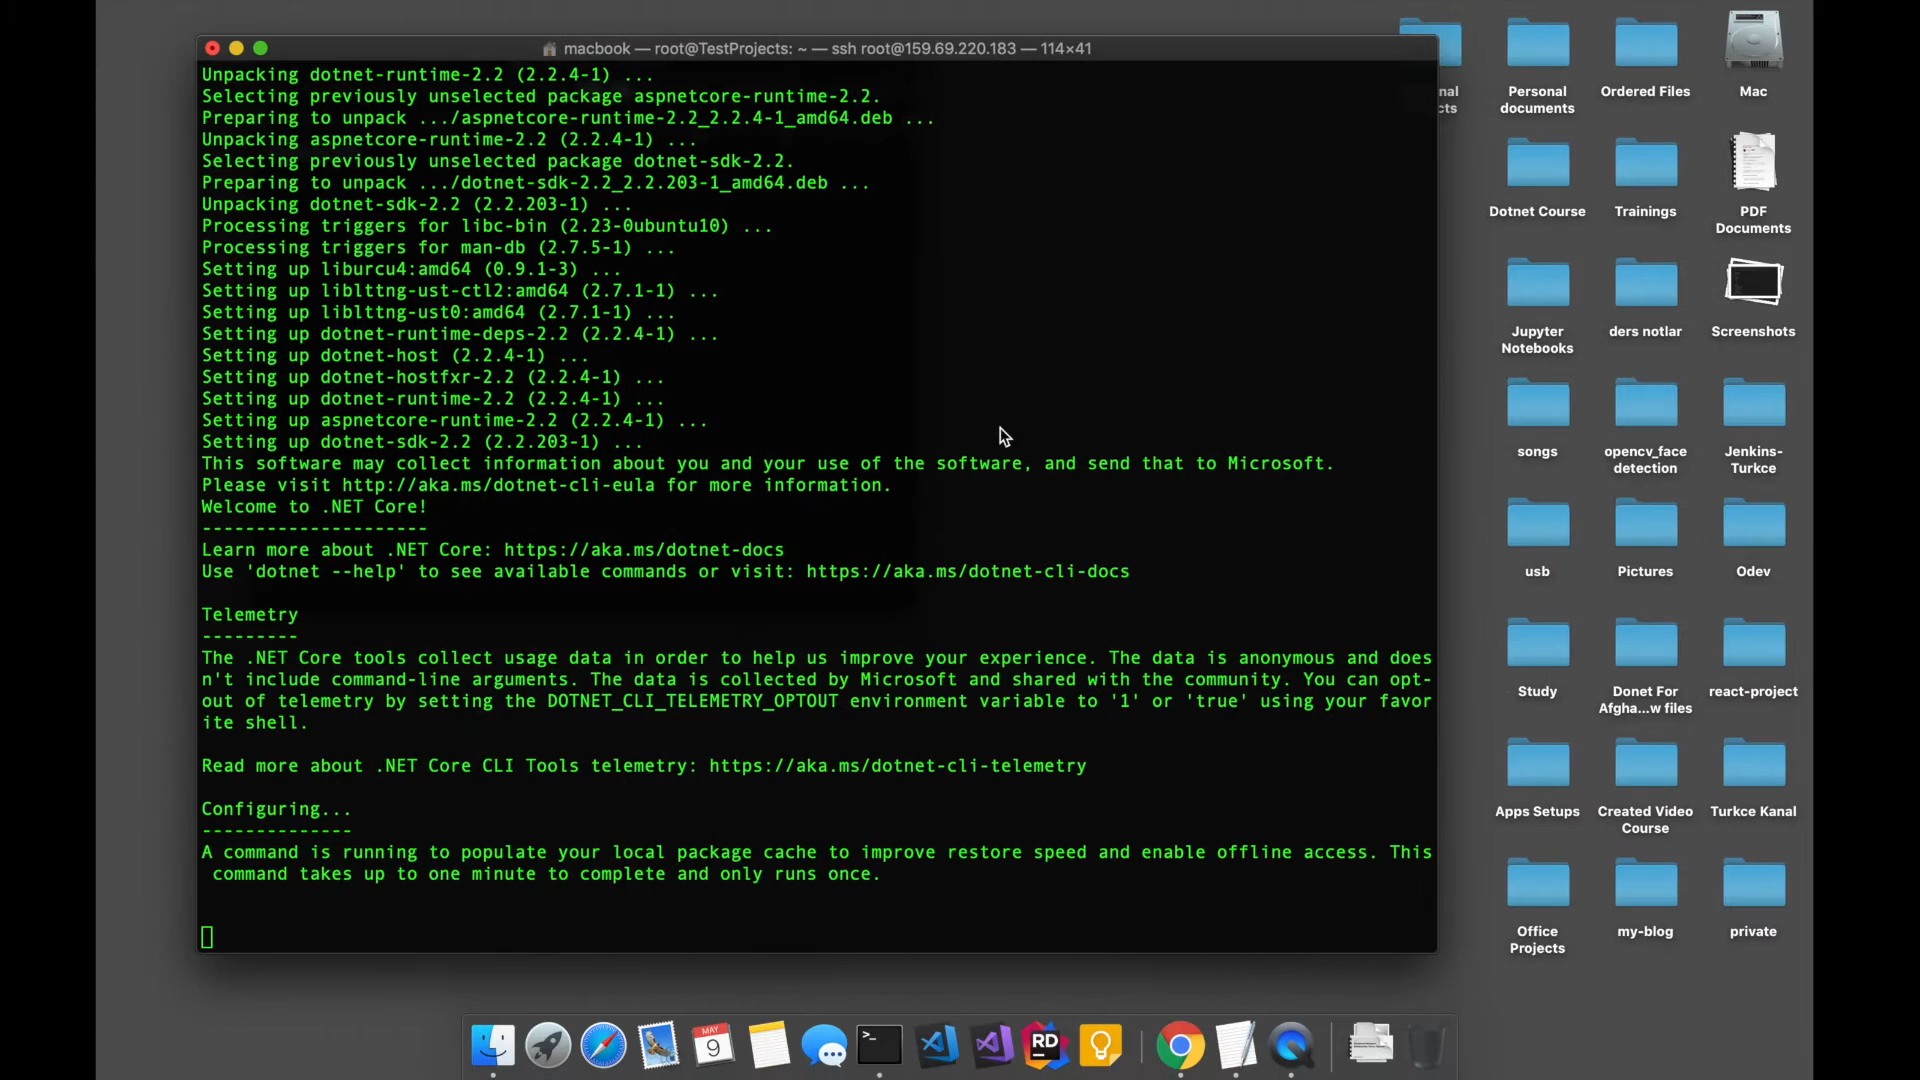 macbook — root@TestProjects: ~ — ssh root@159.69.220.183 — 114×41
Unpacking dotnet-runtime-2.2 (2.2.4-1) ...
Selecting previously unselected package aspnetcore-runtime-2.2.
Preparing to unpack .../aspnetcore-runtime-2.2_2.2.4-1_amd64.deb ...
Unpacking aspnetcore-runtime-2.2 (2.2.4-1) ...
Selecting previously unselected package dotnet-sdk-2.2.
Preparing to unpack .../dotnet-sdk-2.2_2.2.203-1_amd64.deb ...
Unpacking dotnet-sdk-2.2 (2.2.203-1) ...
Processing triggers for libc-bin (2.23-0ubuntu10) ...
Processing triggers for man-db (2.7.5-1) ...
Setting up liburcu4:amd64 (0.9.1-3) ...
Setting up liblttng-ust-ctl2:amd64 (2.7.1-1) ...
Setting up liblttng-ust0:amd64 (2.7.1-1) ...
Setting up dotnet-runtime-deps-2.2 (2.2.4-1) ...
Setting up dotnet-host (2.2.4-1) ...
Setting up dotnet-hostfxr-2.2 (2.2.4-1) ...
Setting up dotnet-runtime-2.2 (2.2.4-1) ...
Setting up aspnetcore-runtime-2.2 (2.2.4-1) ...
Setting up dotnet-sdk-2.2 (2.2.203-1) ...
This software may collect information about you and your use of the software, and send that to Microsoft.
Please visit http://aka.ms/dotnet-cli-eula for more information.
Welcome to .NET Core!
---------------------
Learn more about .NET Core: https://aka.ms/dotnet-docs
Use 'dotnet --help' to see available commands or visit: https://aka.ms/dotnet-cli-docs
Telemetry
---------
The .NET Core tools collect usage data in order to help us improve your experience. The data is anonymous and does
n't include command-line arguments. The data is collected by Microsoft and shared with the community. You can opt-
out of telemetry by setting the DOTNET_CLI_TELEMETRY_OPTOUT environment variable to '1' or 'true' using your favor
ite shell.
Read more about .NET Core CLI Tools telemetry: https://aka.ms/dotnet-cli-telemetry
Configuring...
--------------
A command is running to populate your local package cache to improve restore speed and enable offline access. This
command takes up to one minute to complete and only runs once.
nal
cts
Personal
documents
Ordered Files
Mac
Dotnet Course
Trainings
PDF
Documents
Jupyter
Notebooks
ders notlar
Screenshots
songs
opencv_face
detection
Jenkins-
Turkce
usb
Pictures
Odev
Study
Donet For
Afgha...w files
react-project
Apps Setups
Created Video
Course
Turkce Kanal
Office
Projects
my-blog
private
MAY
9
>_
RD